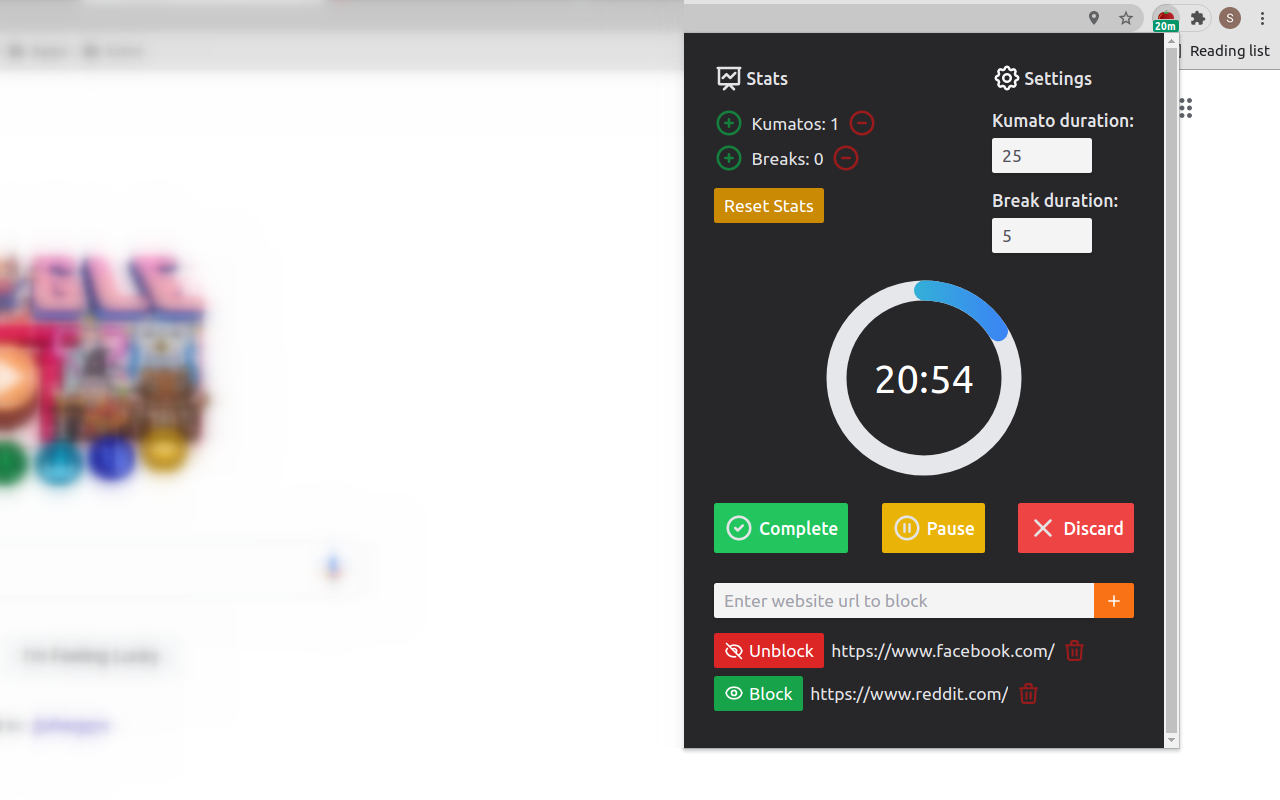 S
20m
Reading list
Stats
Kumatos: 1
Breaks: 0
Reset Stats
Settings
Kumato duration:
25
Break duration:
5
20:54
Complete
Pause
Discard
Enter website url to block
Unblock
https://www.facebook.com/
Block
https://www.reddit.com/